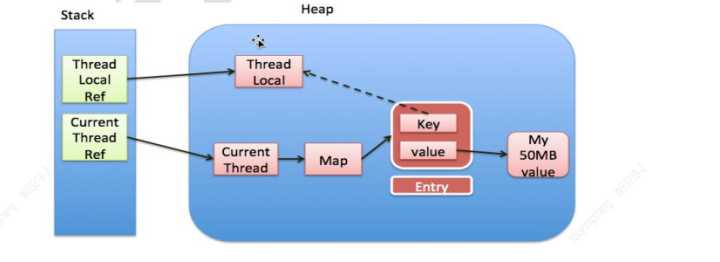 Stack
Heap
Thread
Local
Ref
Thread
Local
Current
Thread
Ref
Current
Thread
Map
Key
value
My
50MB
value
Entry